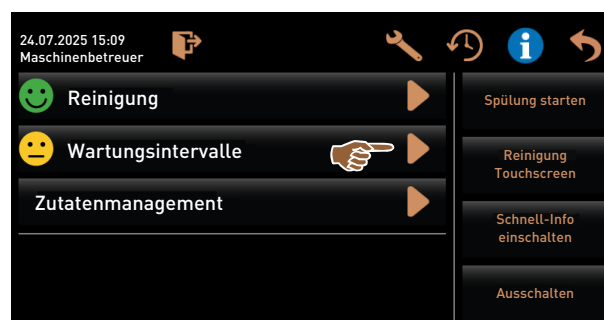 24.07.2025 15:09
Maschinenbetreuer
Reinigung
Wartungsintervalle
Zutatenmanagement
Spülung starten
Reinigung
Touchscreen
Schnell-Info
einschalten
Ausschalten